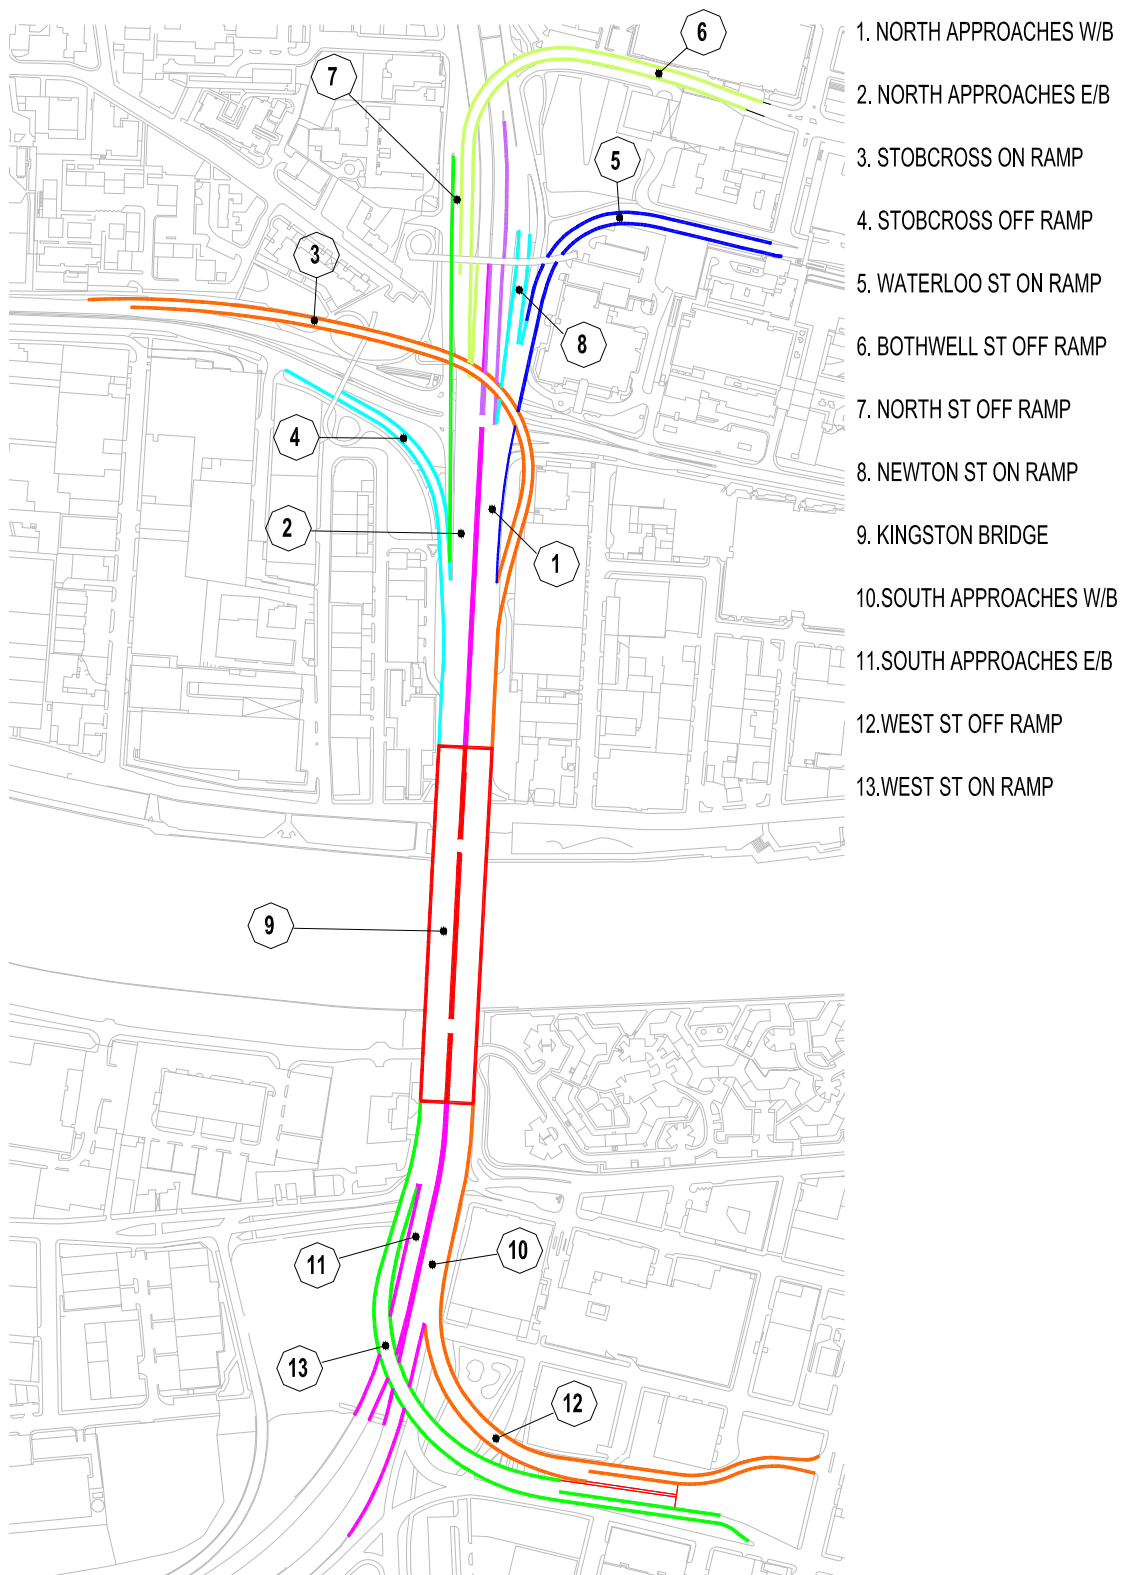 1. NORTH APPROACHES W/B
2. NORTH APPROACHES E/B
3. STOBCROSS ON RAMP
4. STOBCROSS OFF RAMP
5. WATERLOO ST ON RAMP
6. BOTHWELL ST OFF RAMP
7. NORTH ST OFF RAMP
8. NEWTON ST ON RAMP
9. KINGSTON BRIDGE
10.SOUTH APPROACHES W/B
11.SOUTH APPROACHES E/B
12.WEST ST OFF RAMP
13.WEST ST ON RAMP
6
7
5
3
8
4
2
1
9
10
11
13
12